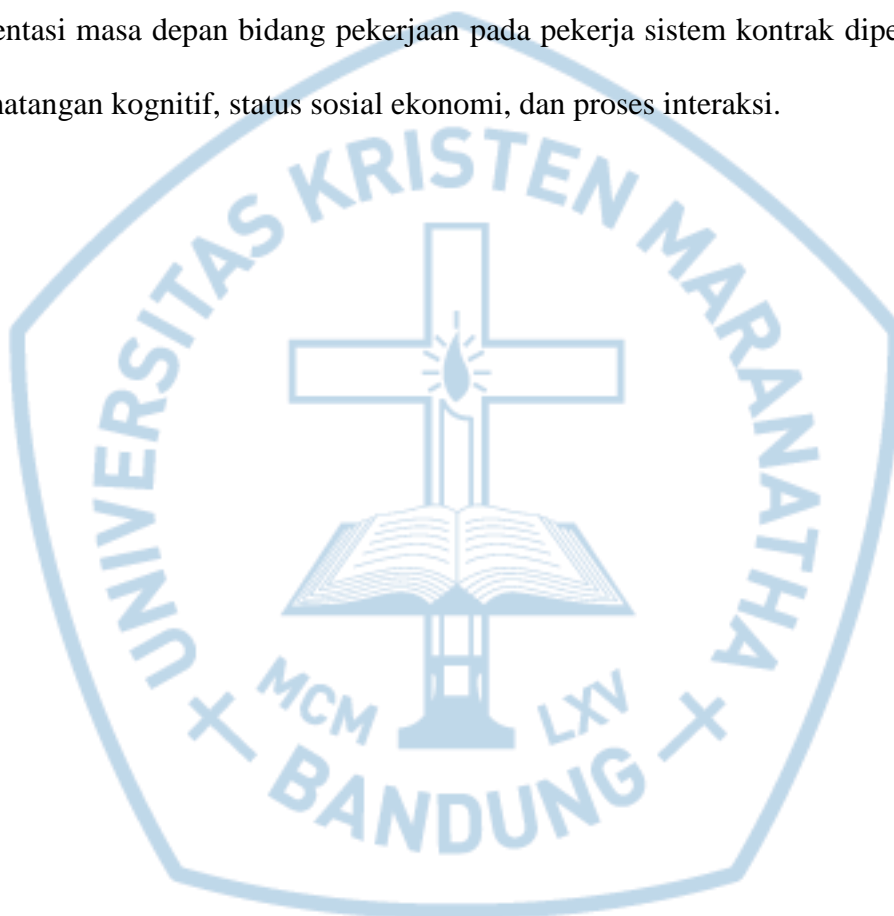 entasi masa depan bidang pekerjaan pada pekerja sistem kontrak dipe
natangan kognitif, status sosial ekonomi, dan proses interaksi.
UNIVERSITAS KRISTEN MARANATHA
MCM LXV
BANDUNG